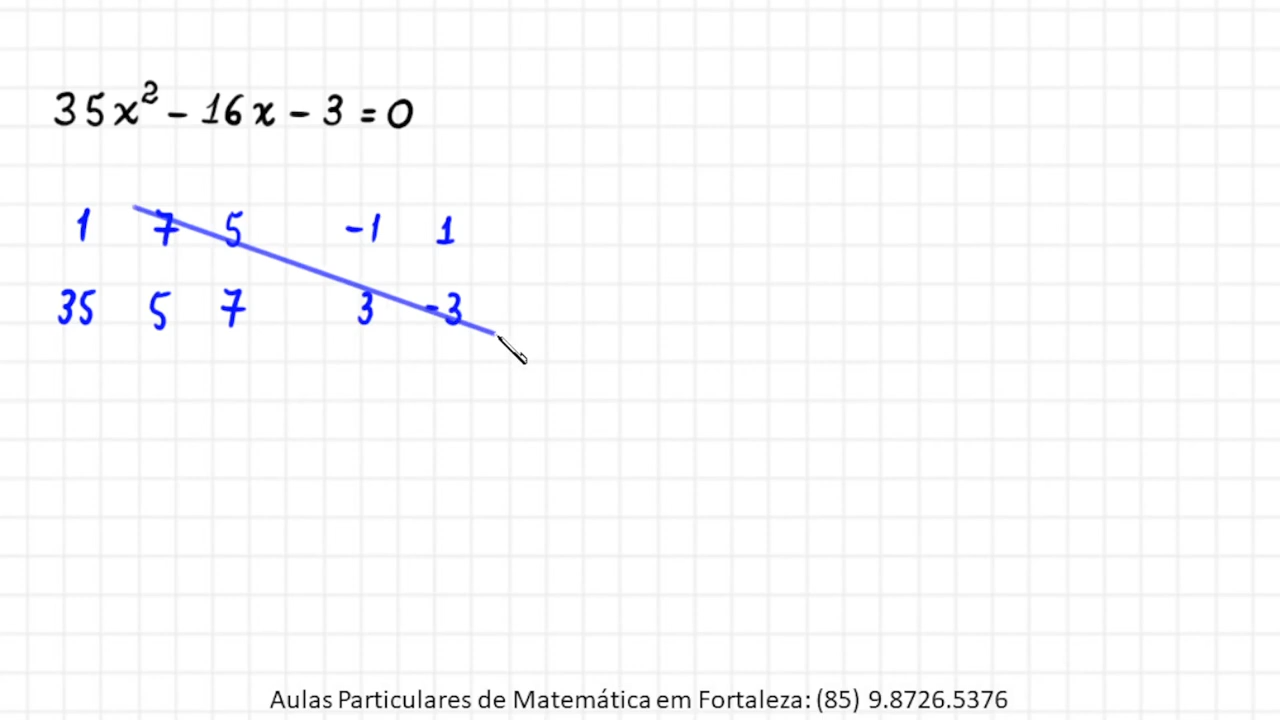 35x² - 16x - 3 = 0
1 7 5 -1 1
35 5 7 3 -3
Aulas Particulares de Matemática em Fortaleza: (85) 9.8726.5376